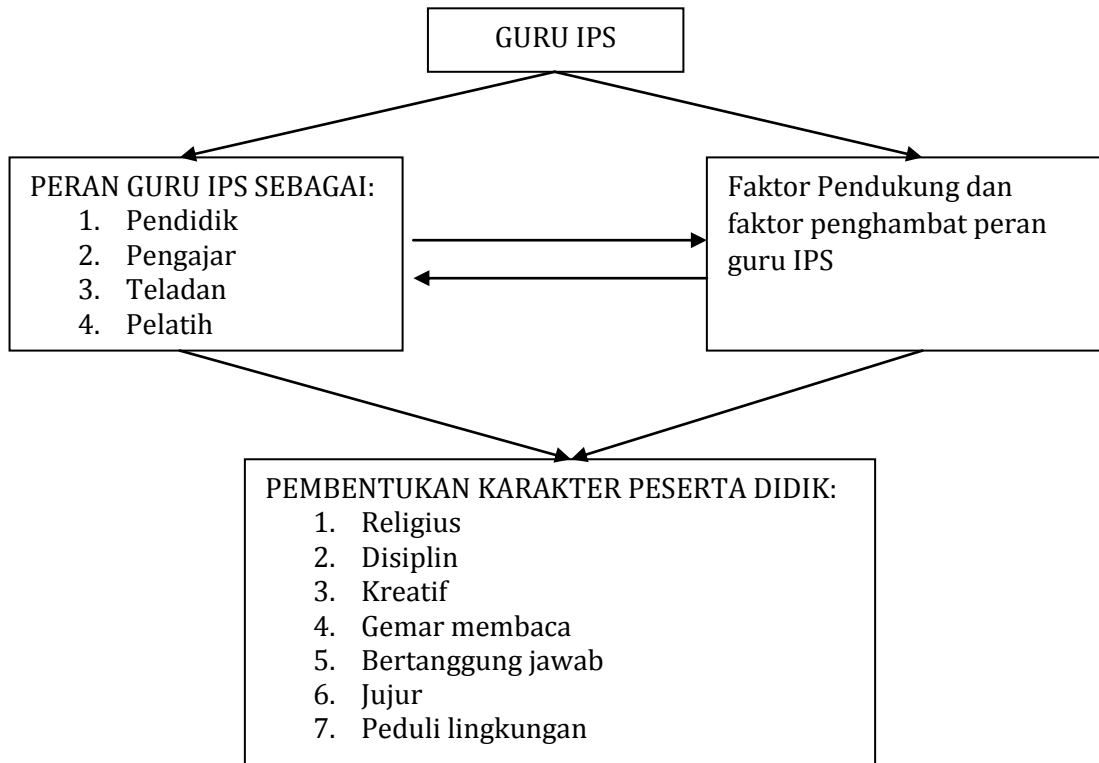 GURU IPS
PERAN GURU IPS SEBAGAI:
1. Pendidik
2. Pengajar
3. Teladan
4. Pelatih
Faktor Pendukung dan
faktor penghambat peran
guru IPS
PEMBENTUKAN KARAKTER PESERTA DIDIK:
1. Religius
2. Disiplin
3. Kreatif
4. Gemar membaca
5. Bertanggung jawab
6. Jujur
7. Peduli lingkungan